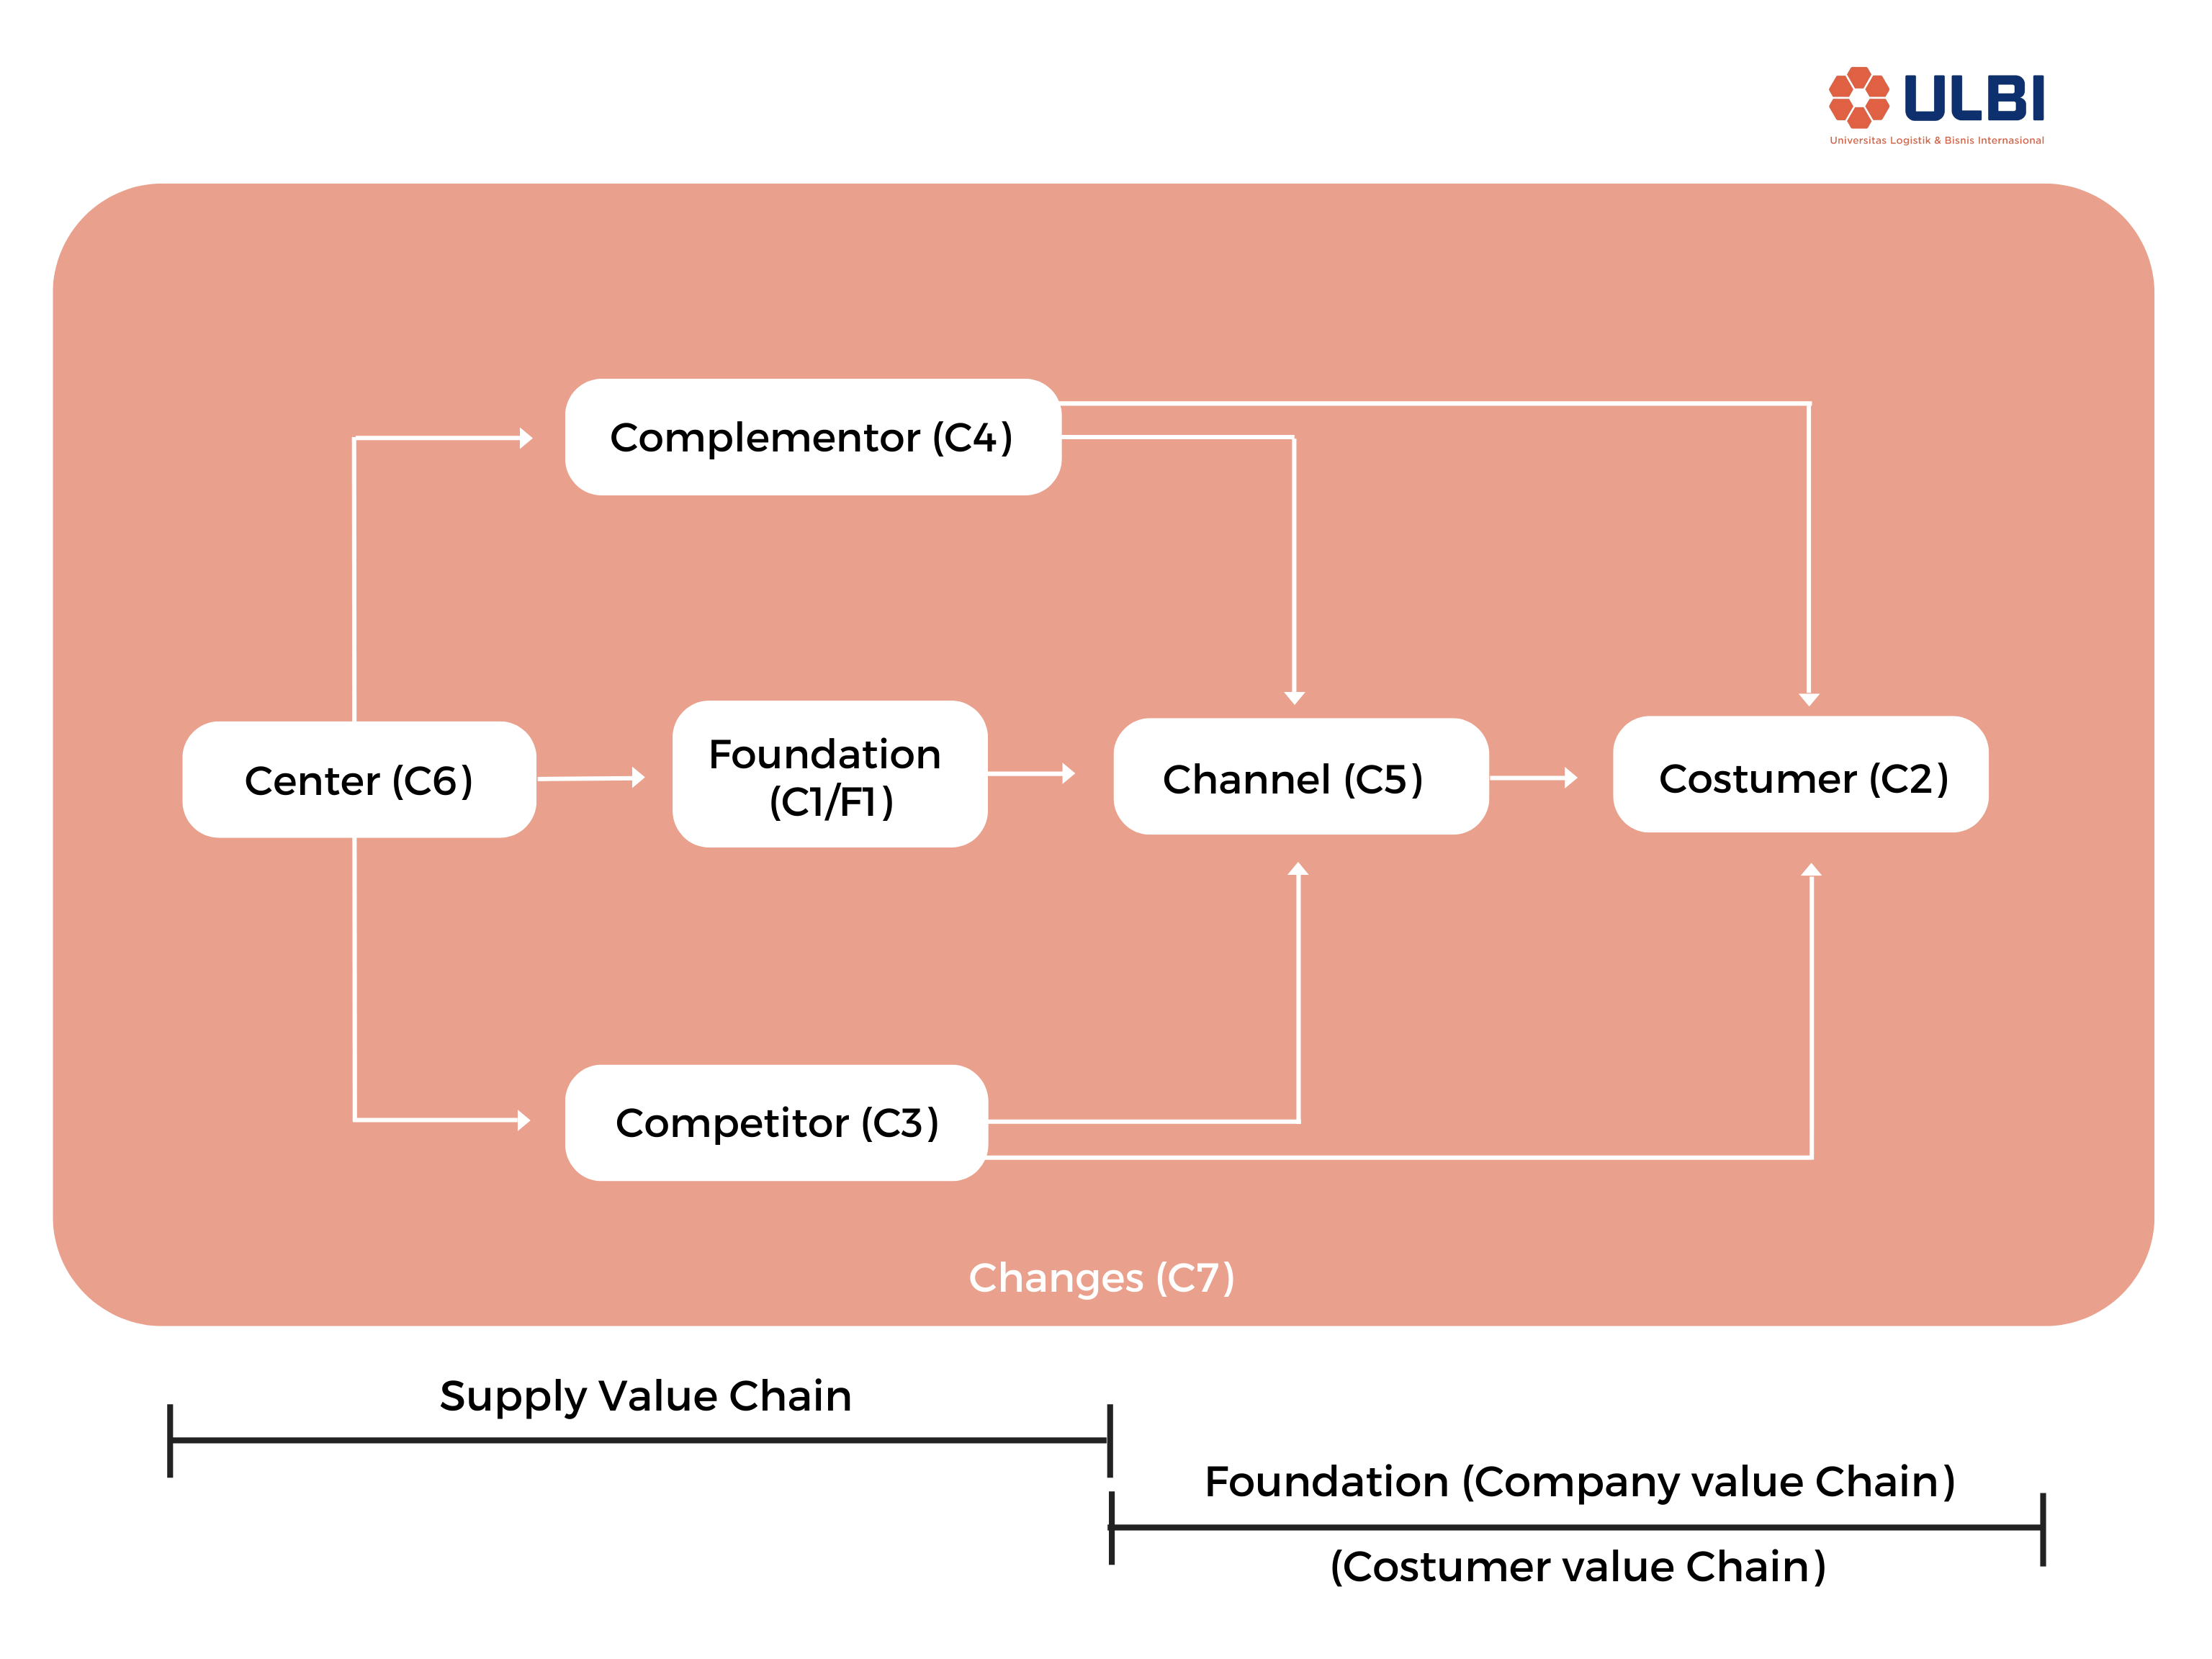 ULBI
Universitas Logistik & Bisnis Internasional
Complementor (C4)
Center (C6)
Foundation
(C1/F1)
Channel (C5)
Costumer (C2)
Competitor (C3)
Changes (C7)
Supply Value Chain
Foundation (Company value Chain)
(Costumer value Chain)